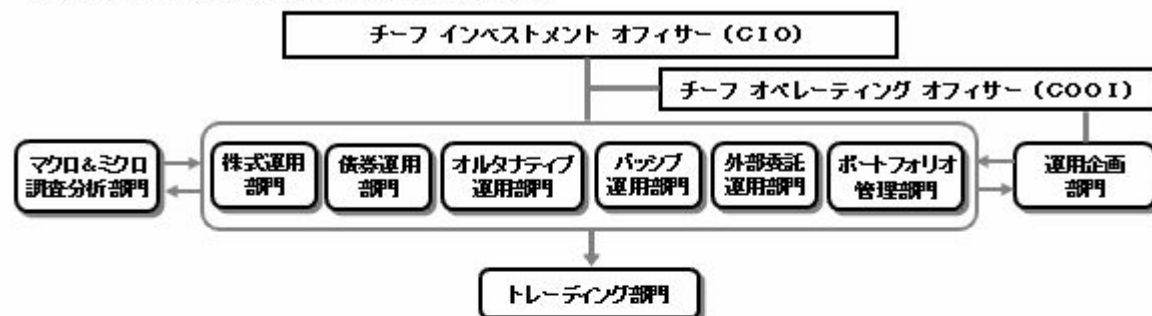 チーフ インベストメント オフィサー (CIO)
チーフ オペレーティング オフィサー (COOI)
マクロ&ミクロ
調査分析部門
株式運用
部門
債券運用
部門
オルタナティブ
運用部門
パッシブ
運用部門
外部委託
運用部門
ポートフォリオ
管理部門
運用企画
部門
トレーディング部門